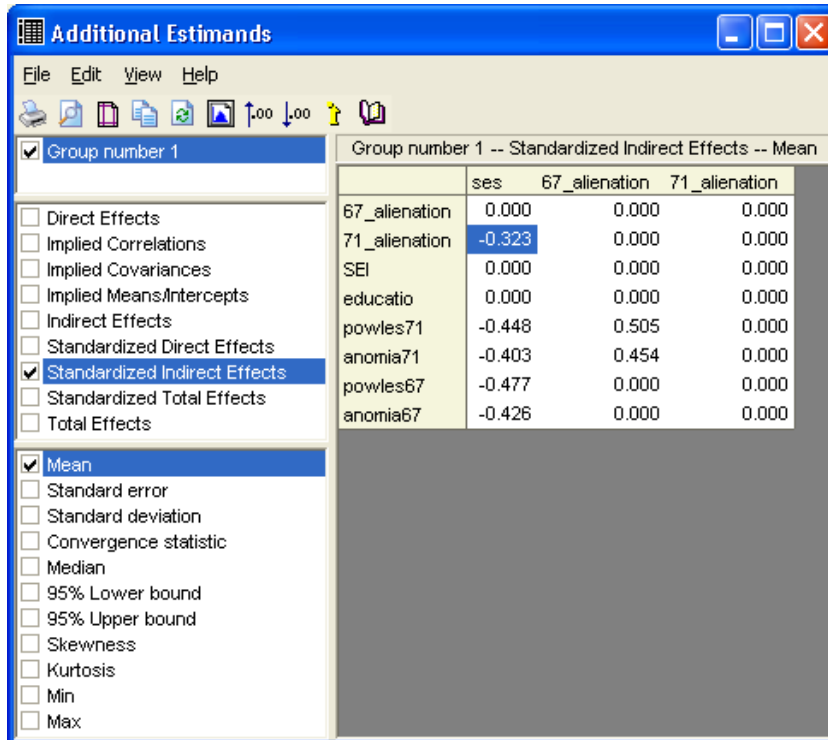 Additional Estimands
File Edit View Help
.00 .00
Group number 1
Direct Effects
Implied Correlations
Implied Covariances
Implied Means/Intercepts
Indirect Effects
Standardized Direct Effects
Standardized Indirect Effects
Standardized Total Effects
Total Effects
Mean
Standard error
Standard deviation
Convergence statistic
Median
95% Lower bound
95% Upper bound
Skewness
Kurtosis
Min
Max
Group number 1 -- Standardized Indirect Effects -- Mean
ses 67_alienation 71_alienation
67_alienation 0.000 0.000 0.000
71_alienation -0.323 0.000 0.000
SEI 0.000 0.000 0.000
educatio 0.000 0.000 0.000
powles71 -0.448 0.505 0.000
anomia71 -0.403 0.454 0.000
powles67 -0.477 0.000 0.000
anomia67 -0.426 0.000 0.000